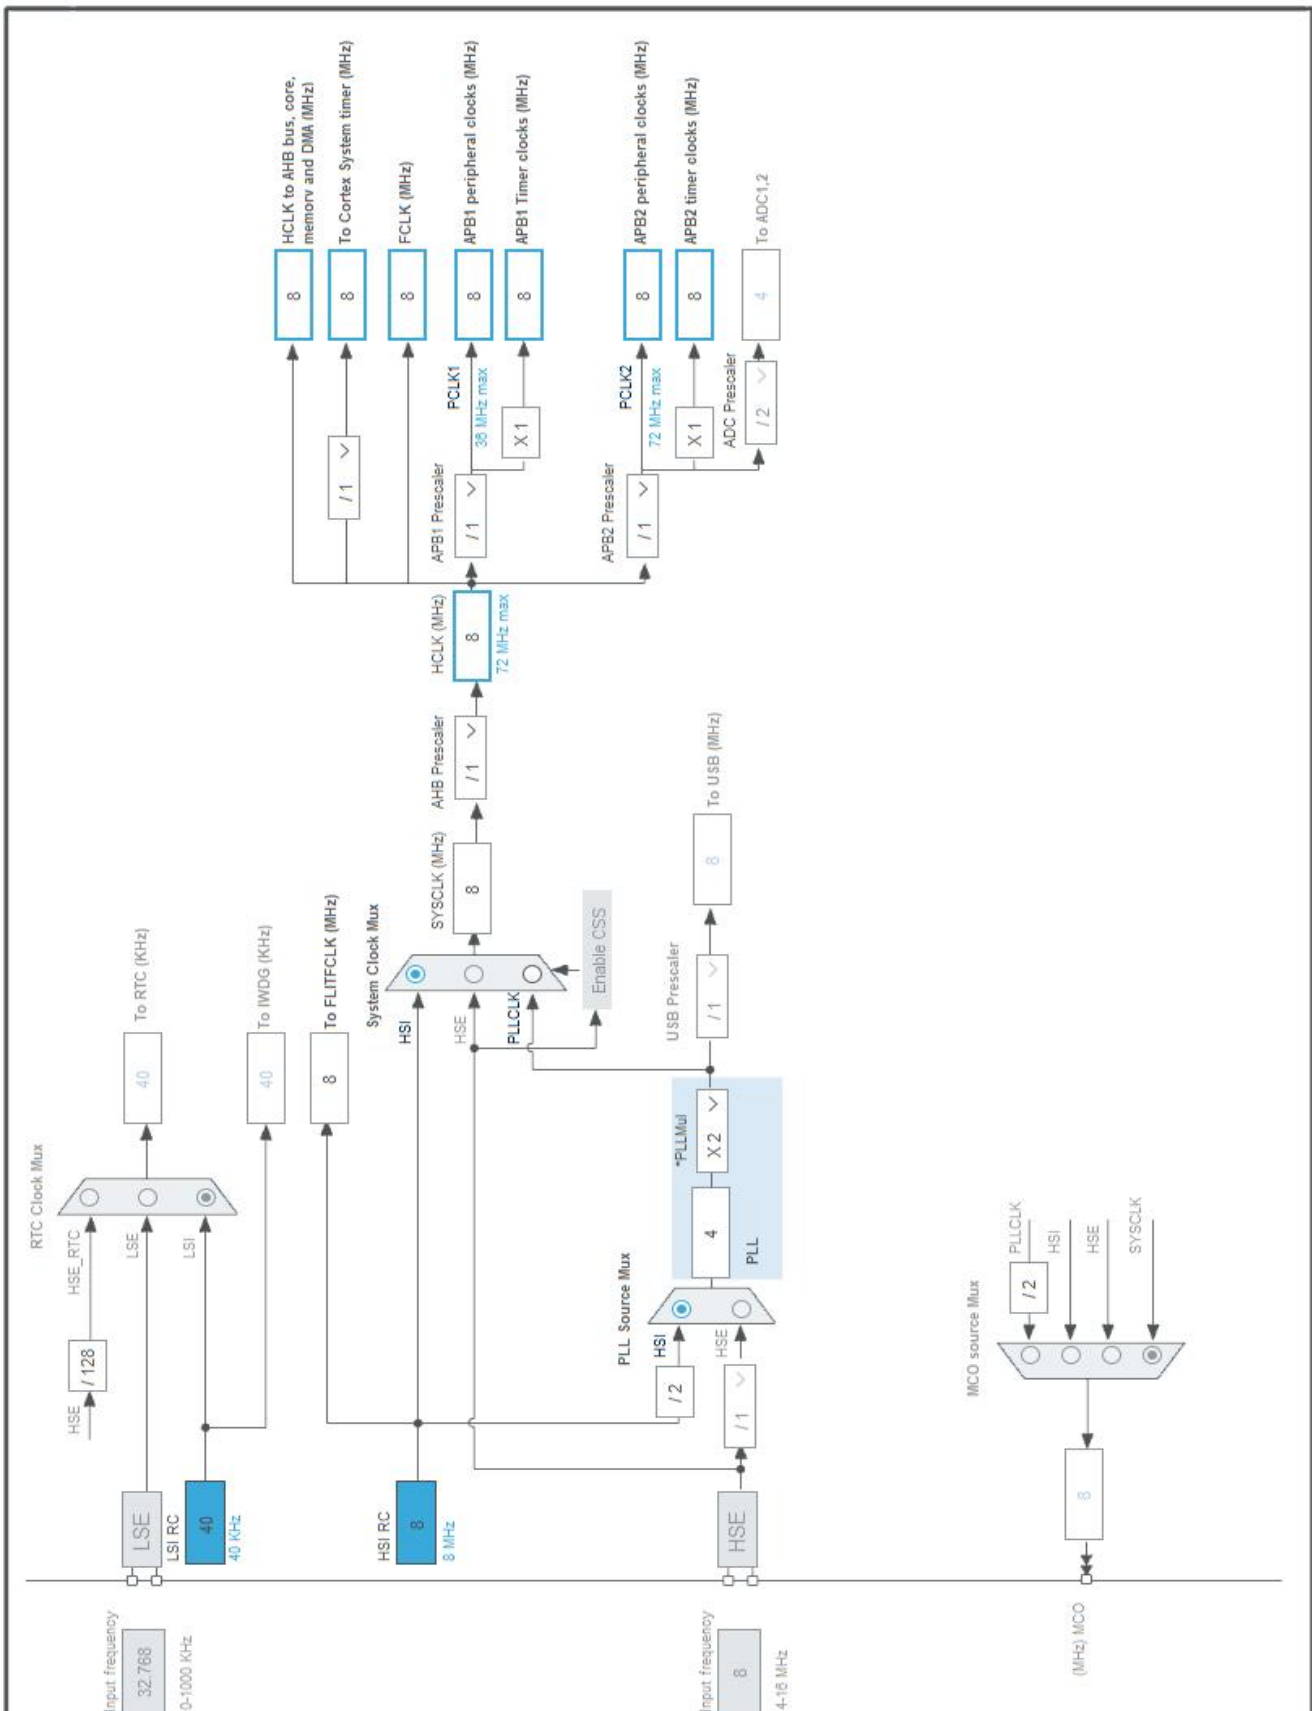 RTC Clock Mux
HSE
/ 128
HSE_RTC
To RTC (KHz)
40
Input frequency
32.768
0-1000 KHz
LSE
LSE
LSI RC
40
40 KHz
LSI
40
To IWDG (KHz)
8
To FLITFCLK (MHz)
HSI RC
8
8 MHz
System Clock Mux
HSI
HSE
PLLCLK
Enable CSS
SYSCLK (MHz)
8
AHB Prescaler
/ 1
HCLK (MHz)
8
72 MHz max
8
HCLK to AHB bus, core,
memory and DMA (MHz)
/ 1
8
To Cortex System timer (MHz)
8
FCLK (MHz)
APB1 Prescaler
/ 1
PCLK1
36 MHz max
8
APB1 peripheral clocks (MHz)
X 1
8
APB1 Timer clocks (MHz)
APB2 Prescaler
/ 1
PCLK2
72 MHz max
8
APB2 peripheral clocks (MHz)
X 1
8
APB2 timer clocks (MHz)
ADC Prescaler
/ 2
4
To ADC1,2
PLL Source Mux
/ 2
HSI
Input frequency
8
4-16 MHz
HSE
/ 1
HSE
4
*PLLMul
X 2
PLL
USB Prescaler
/ 1
8
To USB (MHz)
MCO source Mux
/ 2
PLLCLK
HSI
HSE
SYSCLK
8
(MHz) MCO